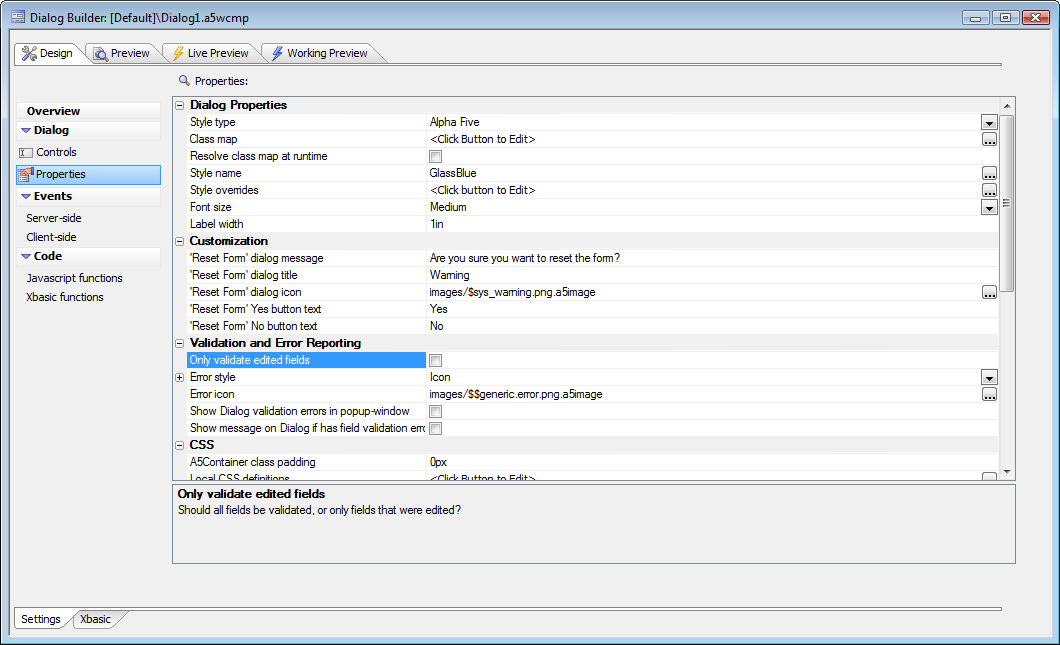 Dialog Builder: [Default]\Dialog1.a5wcmp
Design Preview Live Preview Working Preview
Properties:
Overview
Dialog
Controls
Properties
Events
Server-side
Client-side
Code
Javascript functions
Xbasic functions
Dialog Properties
Style type Alpha Five
Class map <Click Button to Edit>
Resolve class map at runtime
Style name GlassBlue
Style overrides <Click button to Edit>
Font size Medium
Label width 1in
Customization
'Reset Form' dialog message Are you sure you want to reset the form?
'Reset Form' dialog title Warning
'Reset Form' dialog icon images/$sys_warning.png.a5image
'Reset Form' Yes button text Yes
'Reset Form' No button text No
Validation and Error Reporting
Only validate edited fields
Error style Icon
Error icon images/$$generic.error.png.a5image
Show Dialog validation errors in popup-window
Show message on Dialog if has field validation erro
CSS
A5Container class padding 0px
Local CSS definitions <Click Button to Edit>
Only validate edited fields
Should all fields be validated, or only fields that were edited?
Settings Xbasic